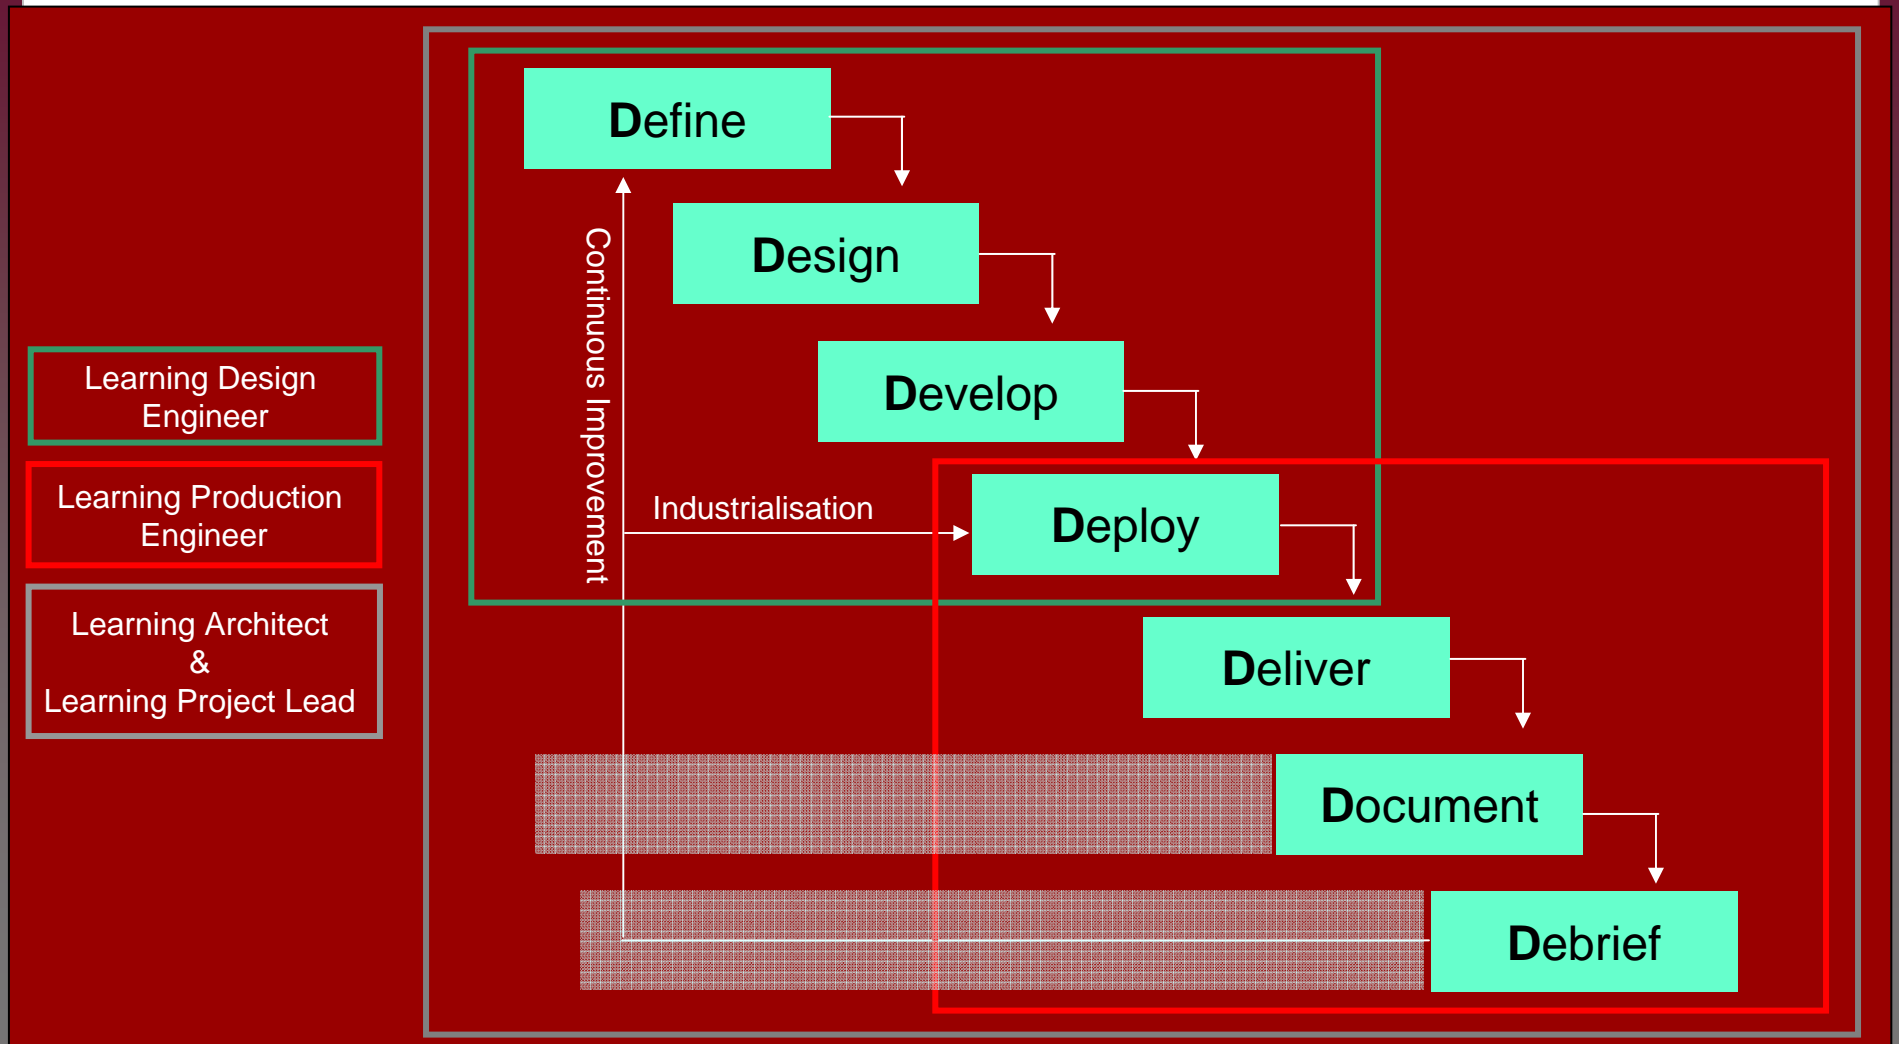 Define
Design
Develop
Deploy
Deliver
Document
Debrief
Continuous Improvement
Industrialisation
Learning Design
Engineer
Learning Production
Engineer
Learning Architect
&
Learning Project Lead